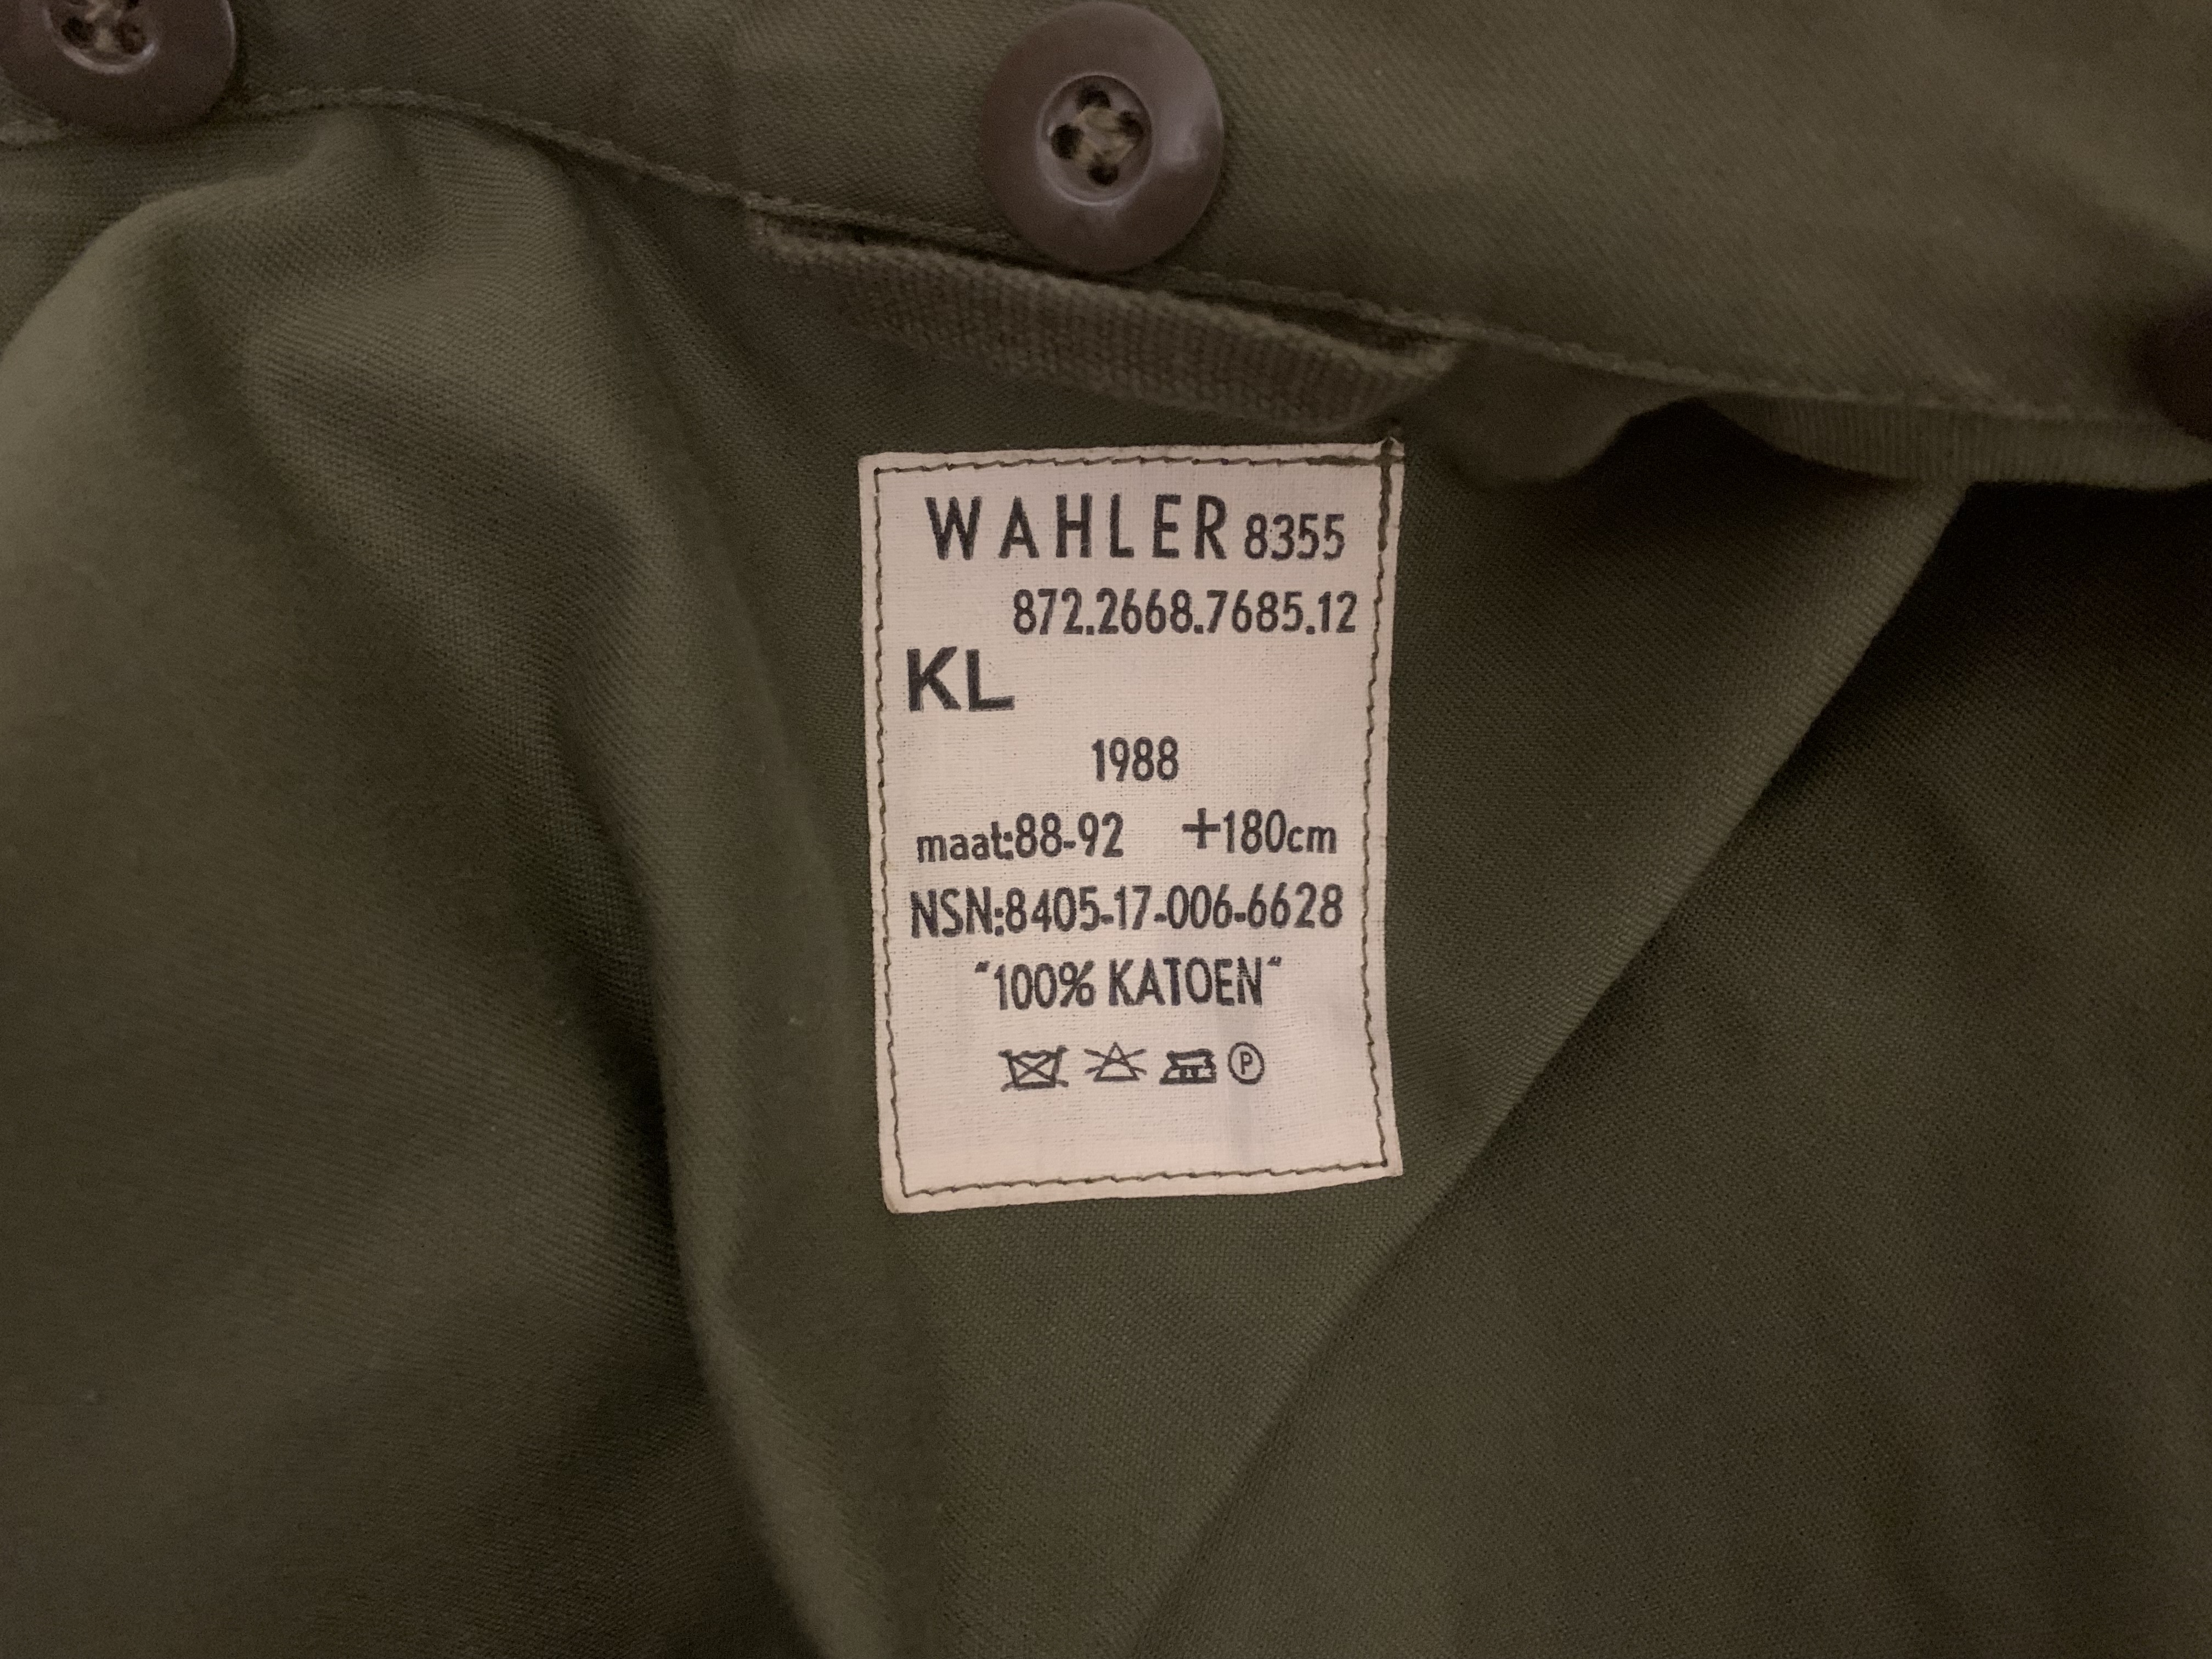 WAHLER 8355
872.2668.7685.12
KL
1988
maat:88-92 +180cm
NSN:8405-17-006-6628
"100% KATOEN"
P